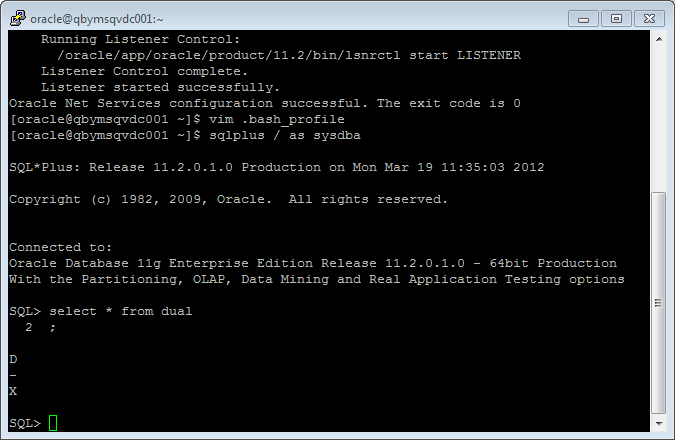 oracle@qbymsqvdc001:~
Running Listener Control:
/oracle/app/oracle/product/11.2/bin/lsnrctl start LISTENER
Listener Control complete.
Listener started successfully.
Oracle Net Services configuration successful. The exit code is 0
[oracle@qbymsqvdc001 ~]$ vim .bash_profile
[oracle@qbymsqvdc001 ~]$ sqlplus / as sysdba
SQL*Plus: Release 11.2.0.1.0 Production on Mon Mar 19 11:35:03 2012
Copyright (c) 1982, 2009, Oracle.  All rights reserved.
Connected to:
Oracle Database 11g Enterprise Edition Release 11.2.0.1.0 - 64bit Production
With the Partitioning, OLAP, Data Mining and Real Application Testing options
SQL> select * from dual
2  ;
D
-
X
SQL>